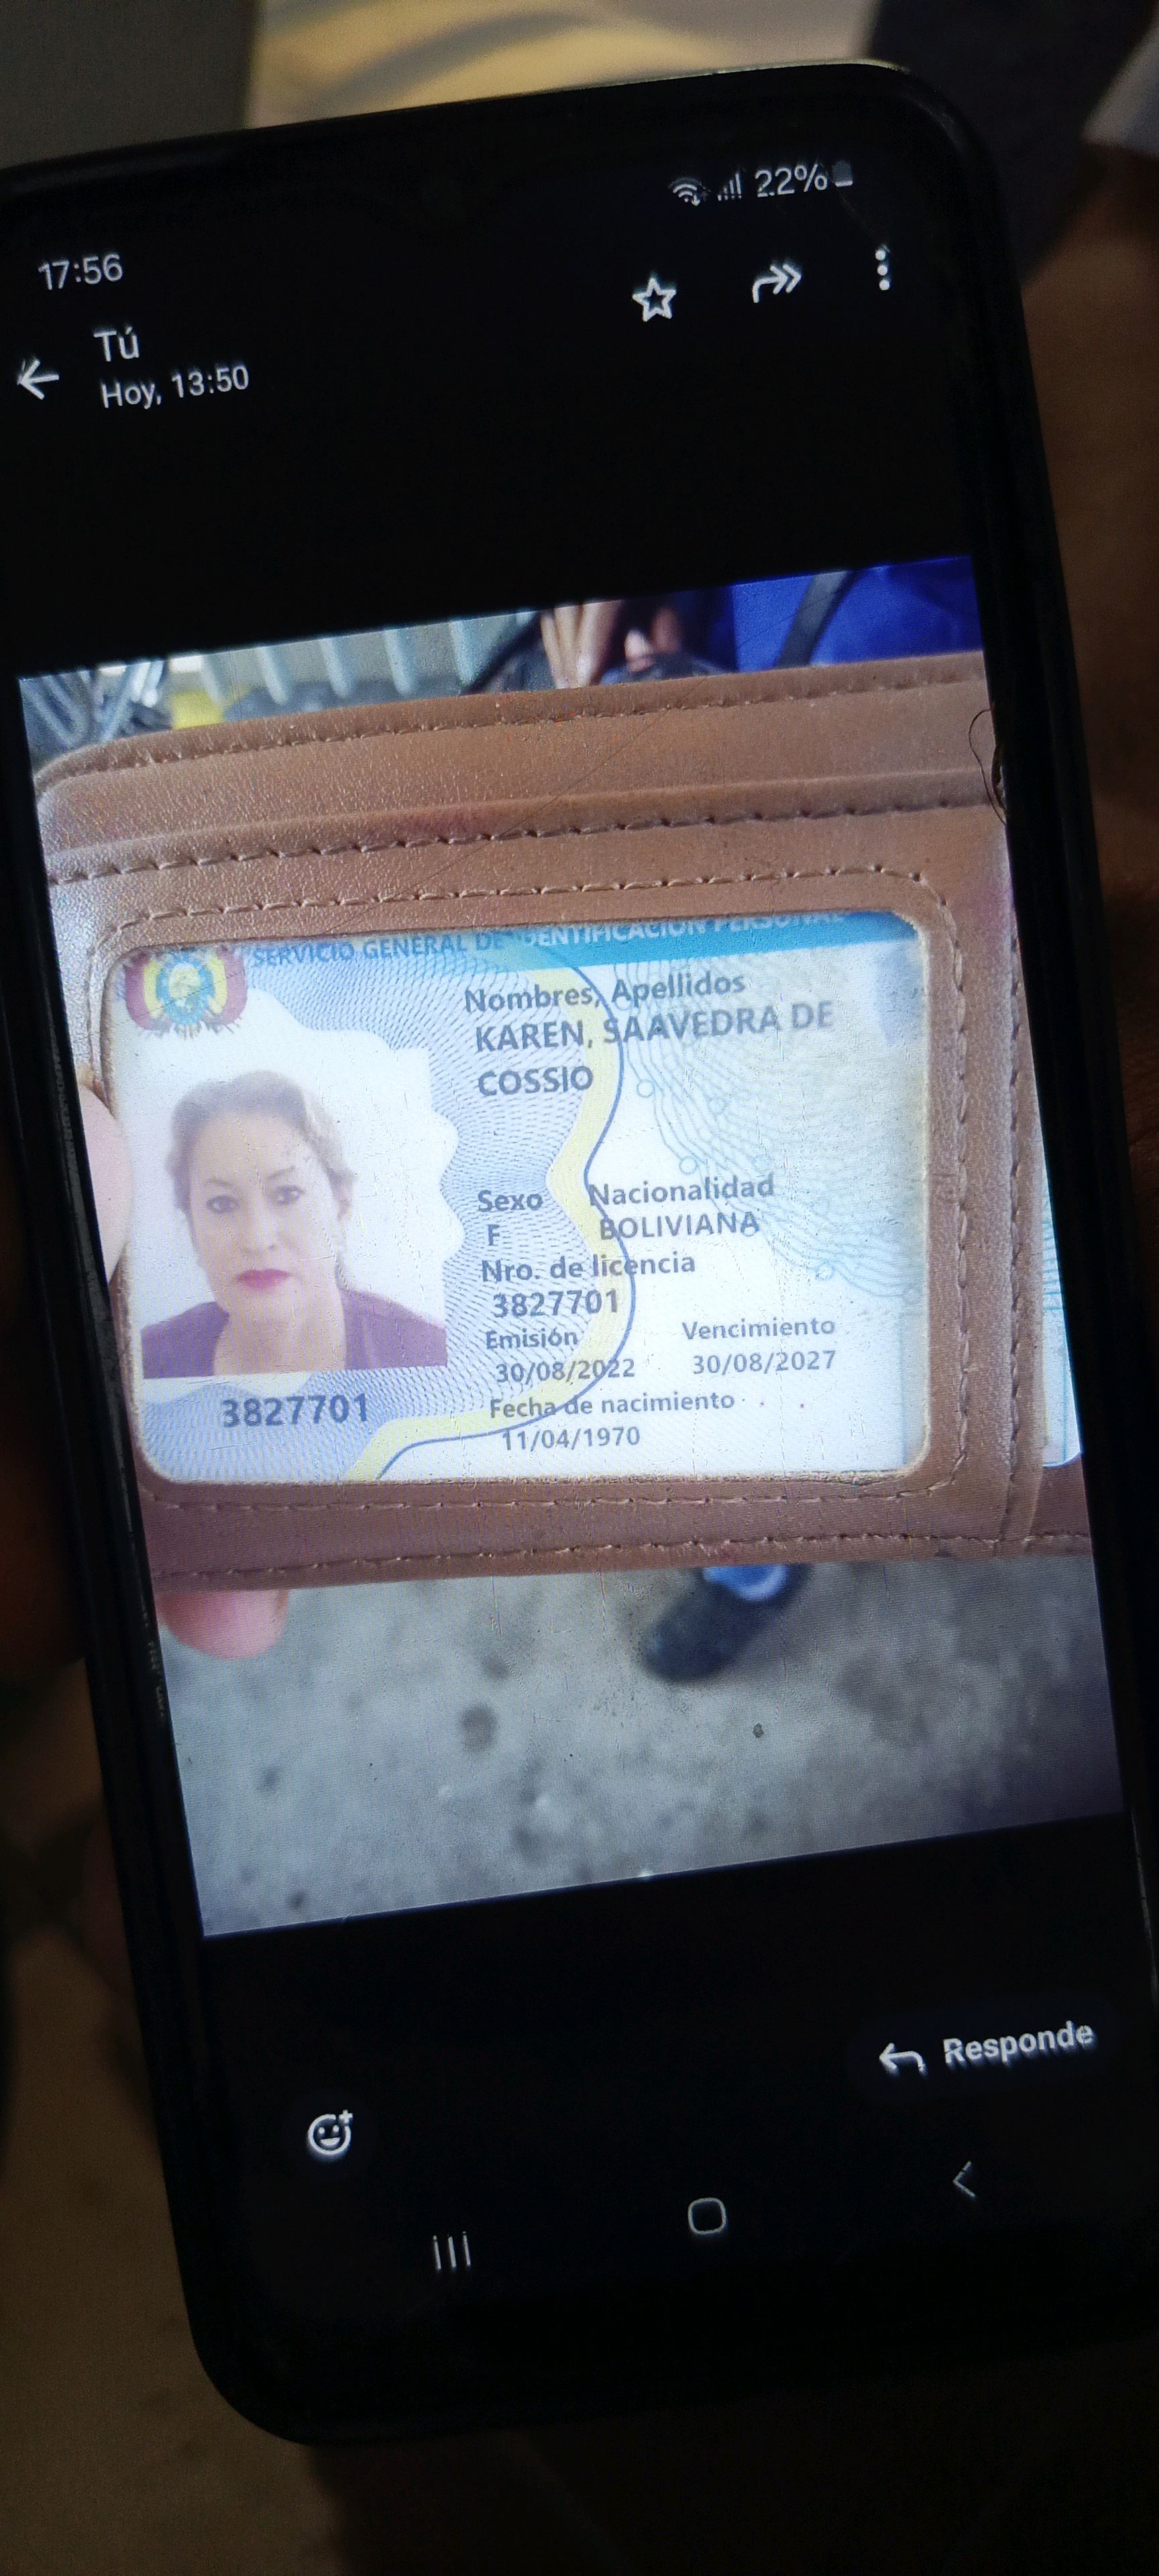 22%
17:56
Tú
Hoy, 13:50
SERVICIO GENERAL DE IDENTIFICACIÓN PERSONAL
Nombres, Apellidos
KAREN, SAAVEDRA DE
COSSIO
Sexo Nacionalidad
F BOLIVIANA
Nro. de licencia
3827701
Emisión Vencimiento
30/08/2022 30/08/2027
Fecha de nacimiento
11/04/1970
3827701
Responde